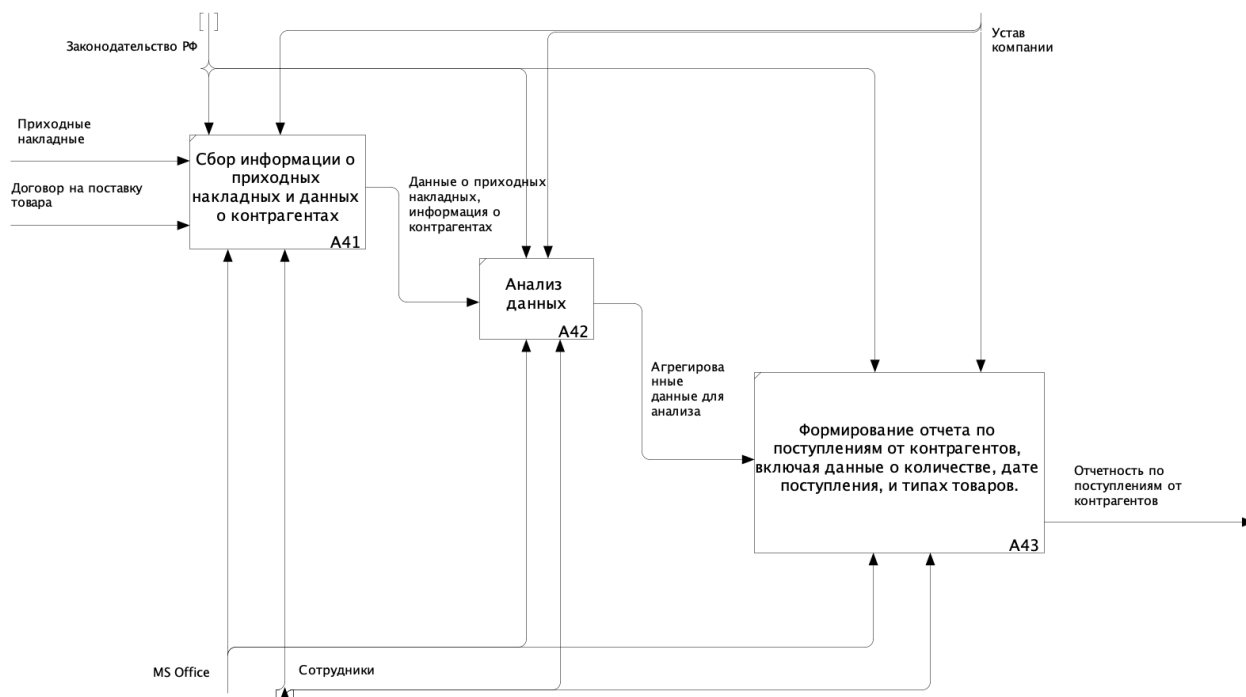 Законодательство РФ
Устав
компании
Приходные
накладные
Договор на поставку
товара
Сбор информации о
приходных
накладных и данных
о контрагентах
A41
Данные о приходных
накладных,
информация о
контрагентах
Анализ
данных
A42
Агрегирова
нные
данные для
анализа
Формирование отчета по
поступлениям от контрагентов,
включая данные о количестве, дате
поступления, и типах товаров.
A43
Отчетность по
поступлениям от
контрагентов
MS Office
Сотрудники